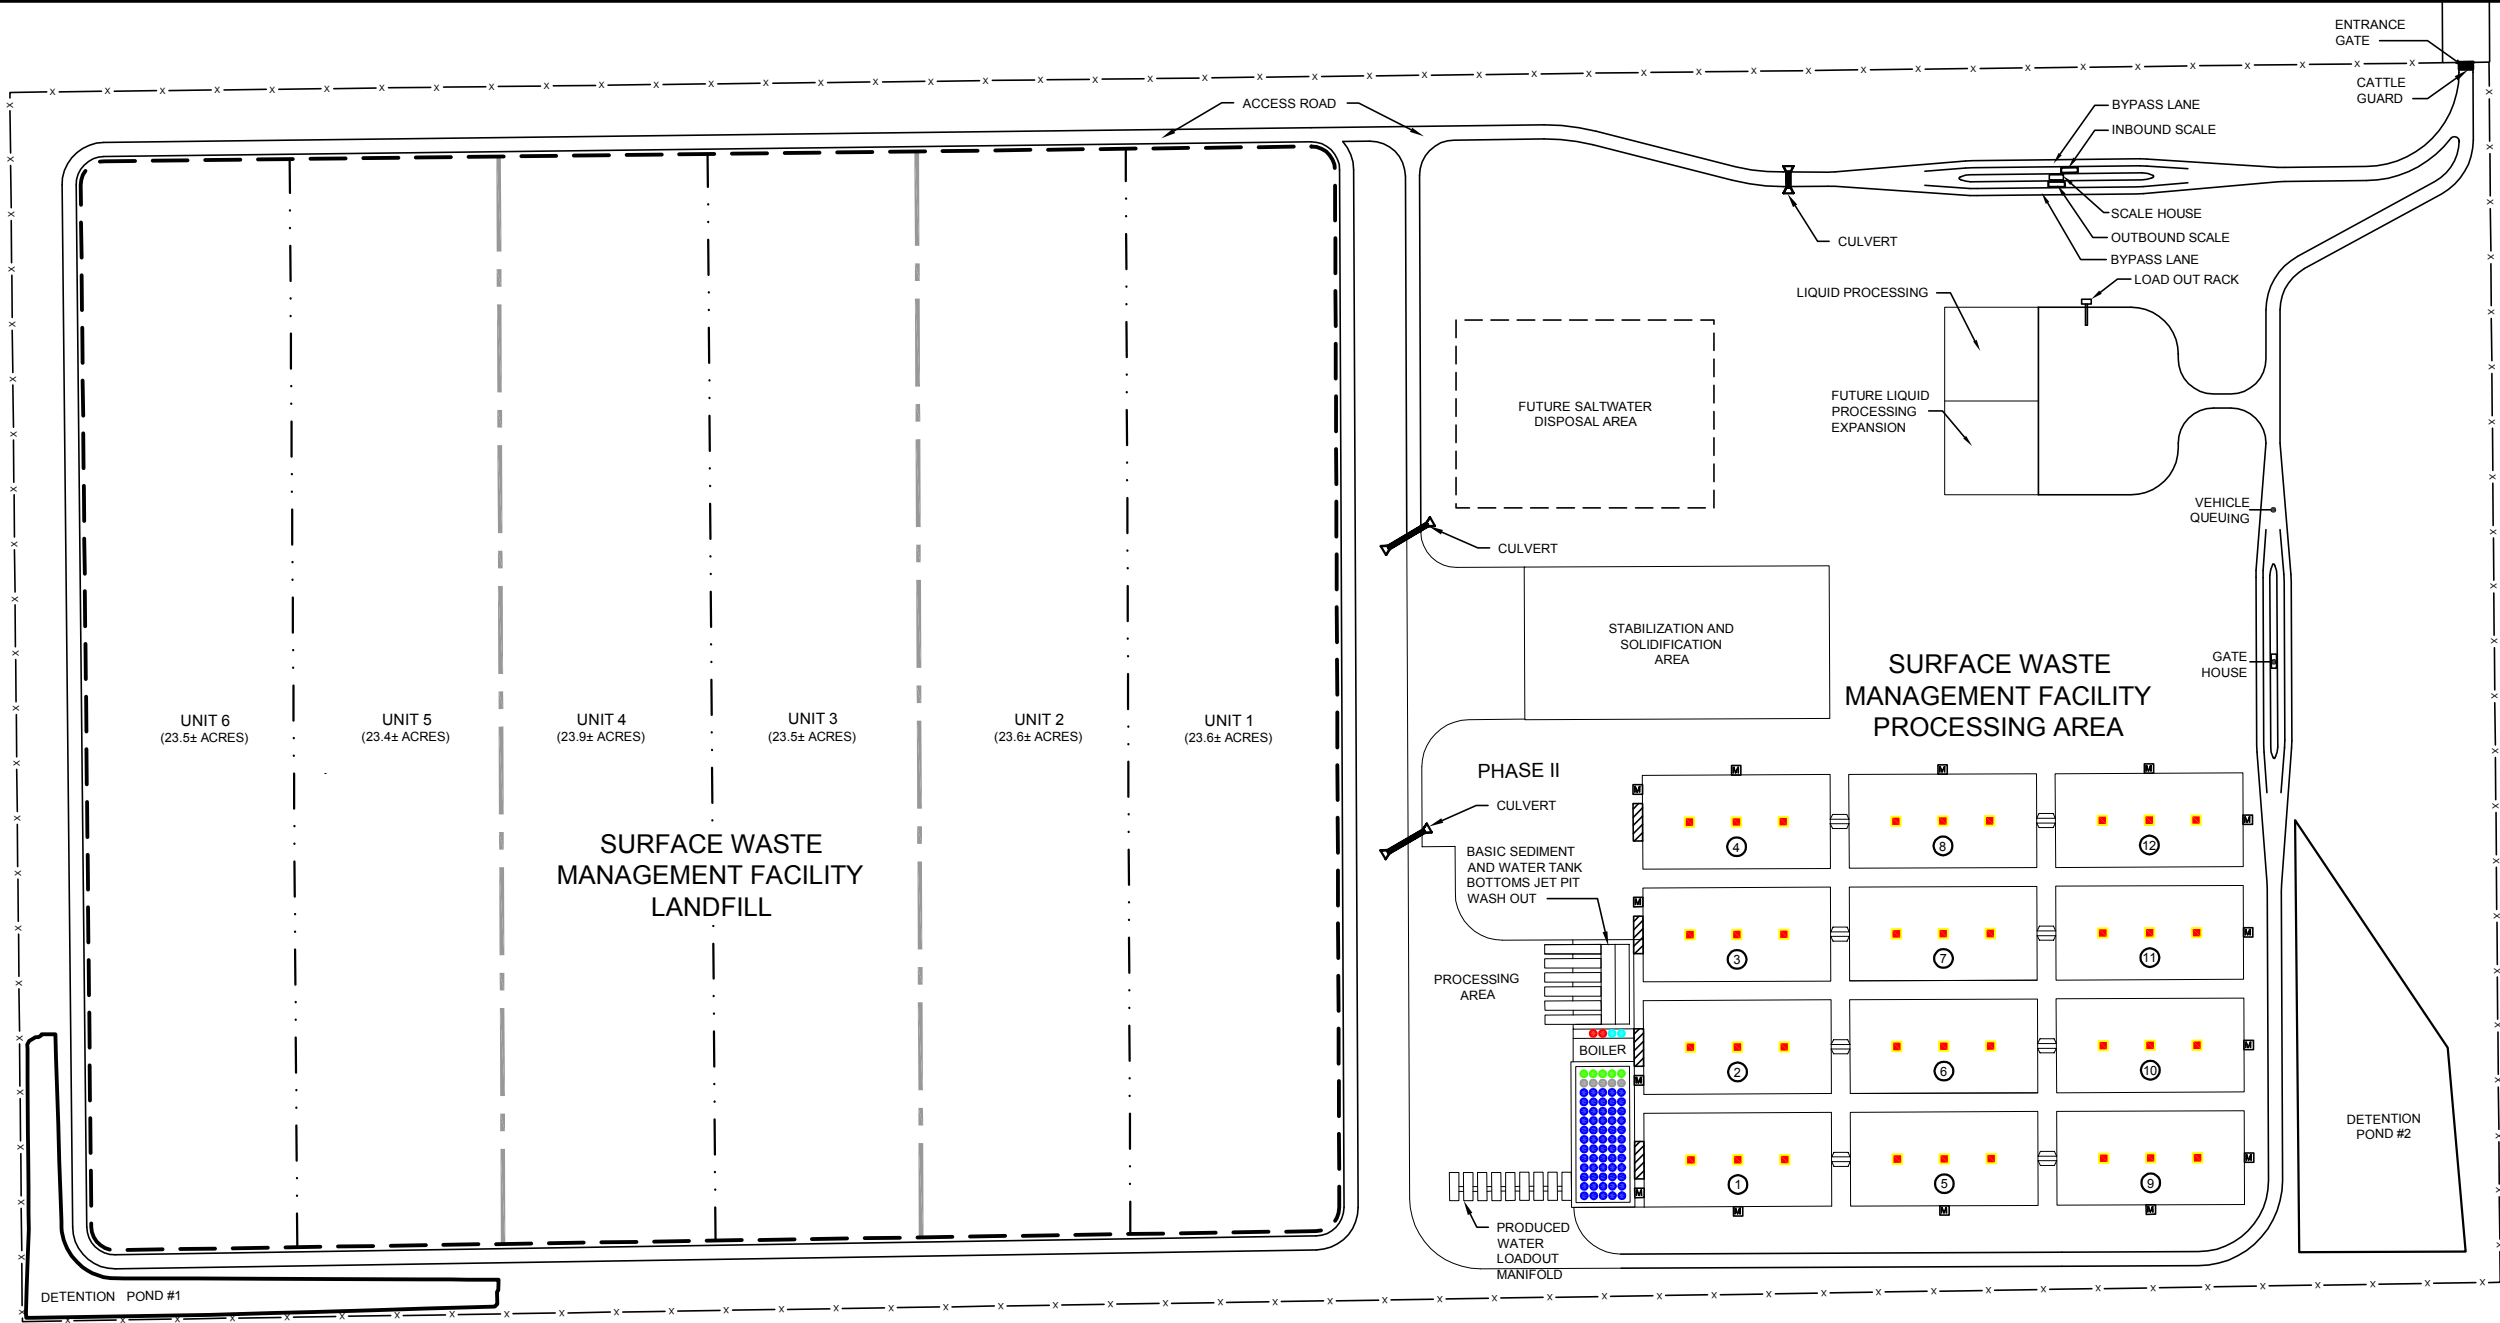 ENTRANCE
GATE
CATTLE
GUARD
ACCESS ROAD
BYPASS LANE
INBOUND SCALE
SCALE HOUSE
OUTBOUND SCALE
BYPASS LANE
CULVERT
LOAD OUT RACK
LIQUID PROCESSING
FUTURE LIQUID
PROCESSING
EXPANSION
FUTURE SALTWATER
DISPOSAL AREA
VEHICLE
QUEUING
CULVERT
STABILIZATION AND
SOLIDIFICATION
AREA
SURFACE WASTE
MANAGEMENT FACILITY
PROCESSING AREA
GATE
HOUSE
UNIT 6
(23.5± ACRES)
UNIT 5
(23.4± ACRES)
UNIT 4
(23.9± ACRES)
UNIT 3
(23.5± ACRES)
UNIT 2
(23.6± ACRES)
UNIT 1
(23.6± ACRES)
SURFACE WASTE
MANAGEMENT FACILITY
LANDFILL
PHASE II
CULVERT
BASIC SEDIMENT
AND WATER TANK
BOTTOMS JET PIT
WASH OUT
PROCESSING
AREA
BOILER
M
M
M
M
M
4
8
12
M
M
3
7
11
M
M
2
6
10
M
M
1
5
9
M
M
M
PRODUCED
WATER
LOADOUT
MANIFOLD
DETENTION
POND #2
DETENTION POND #1